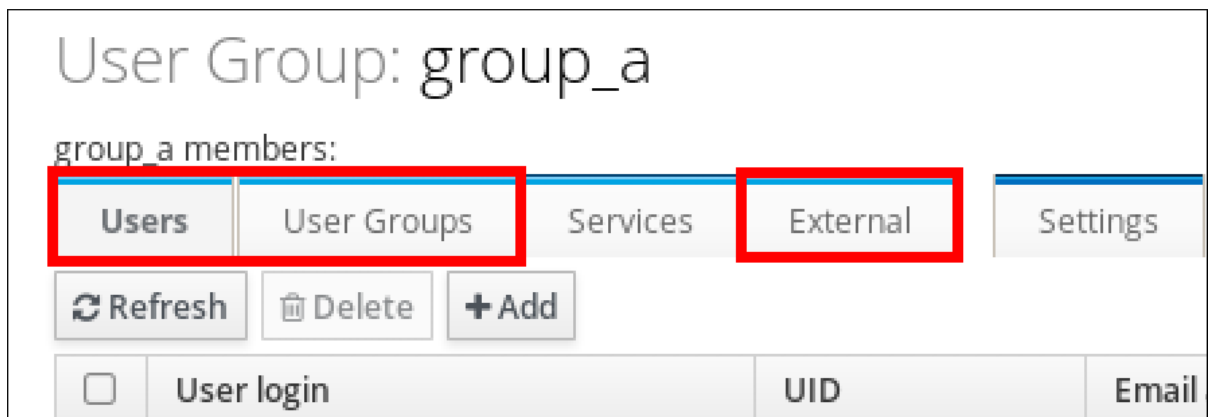 User Group: group_a
group_a members:
Users User Groups Services External Settings
Refresh Delete Add
User login UID Email